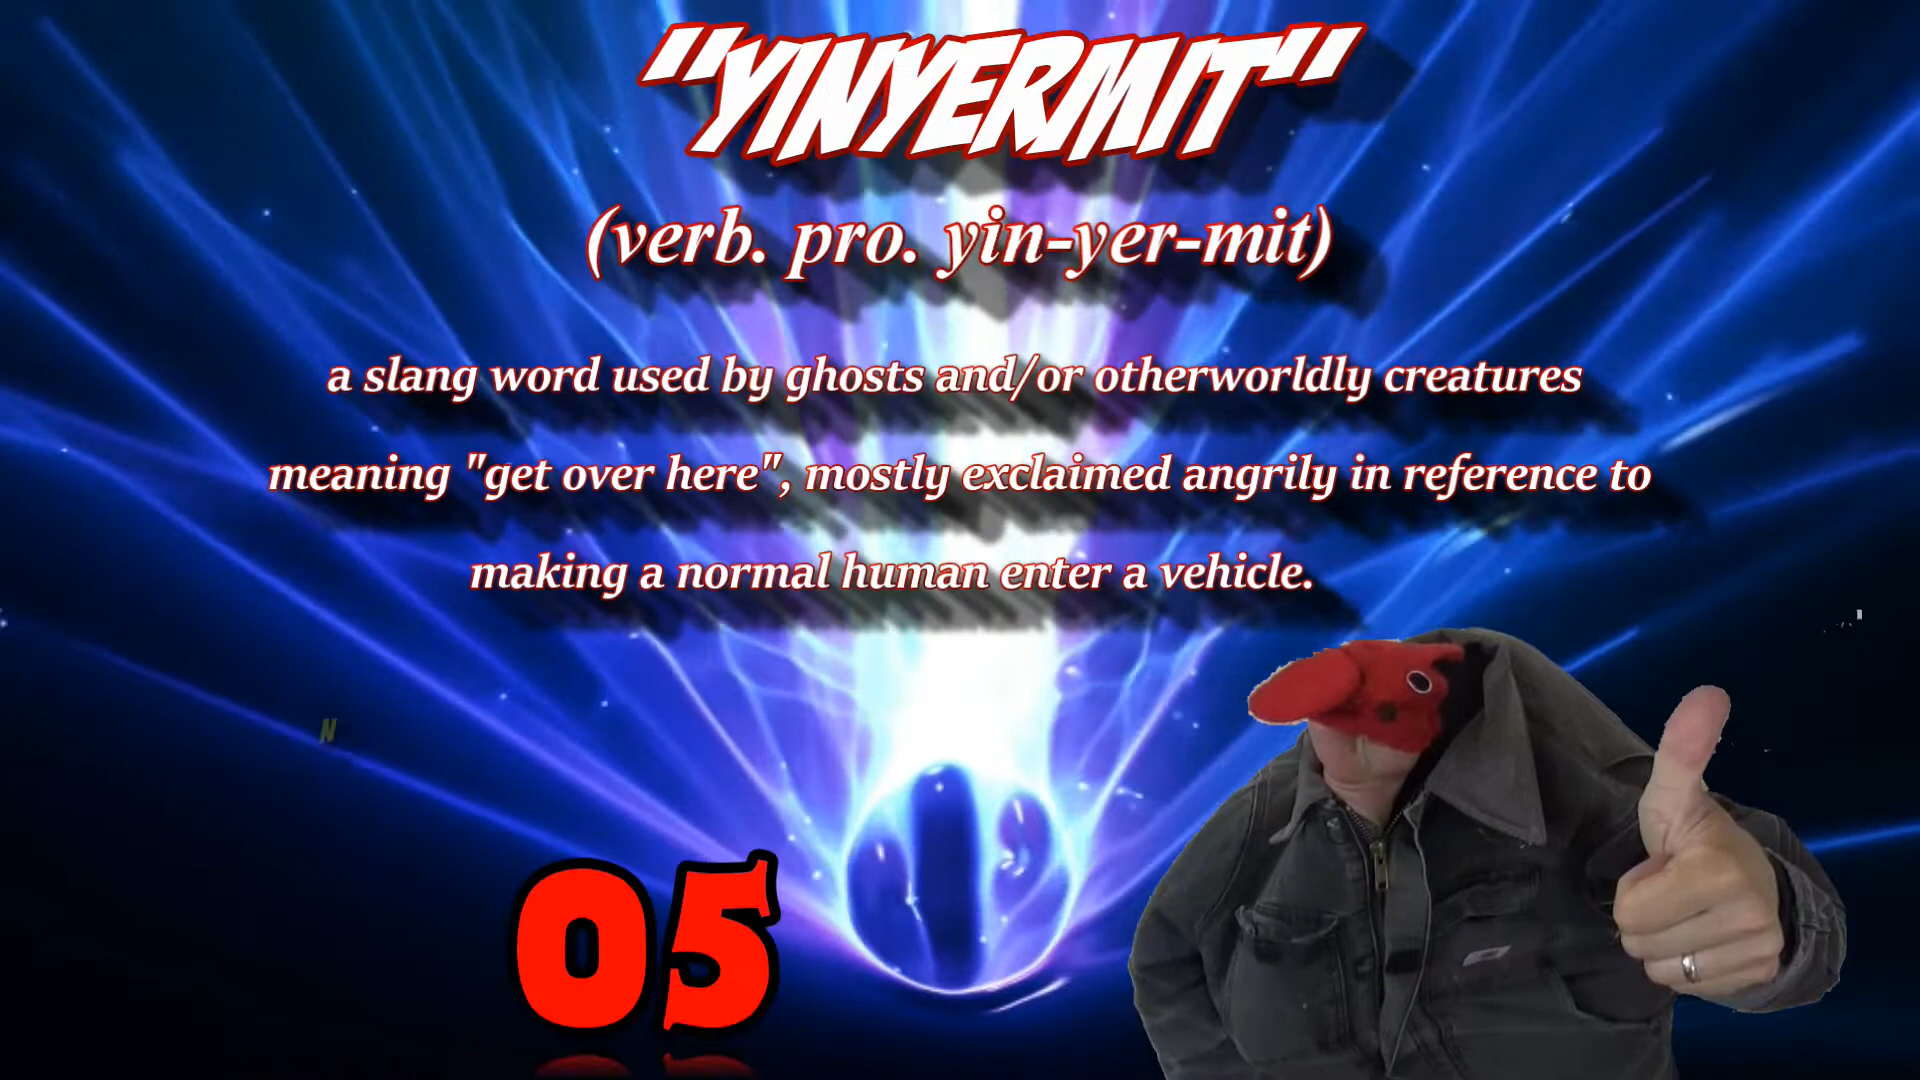 "YINYERMIT"
(verb. pro. yin-yer-mit)
a slang word used by ghosts and/or otherworldly creatures
meaning "get over here", mostly exclaimed angrily in reference to
making a normal human enter a vehicle.
N
05